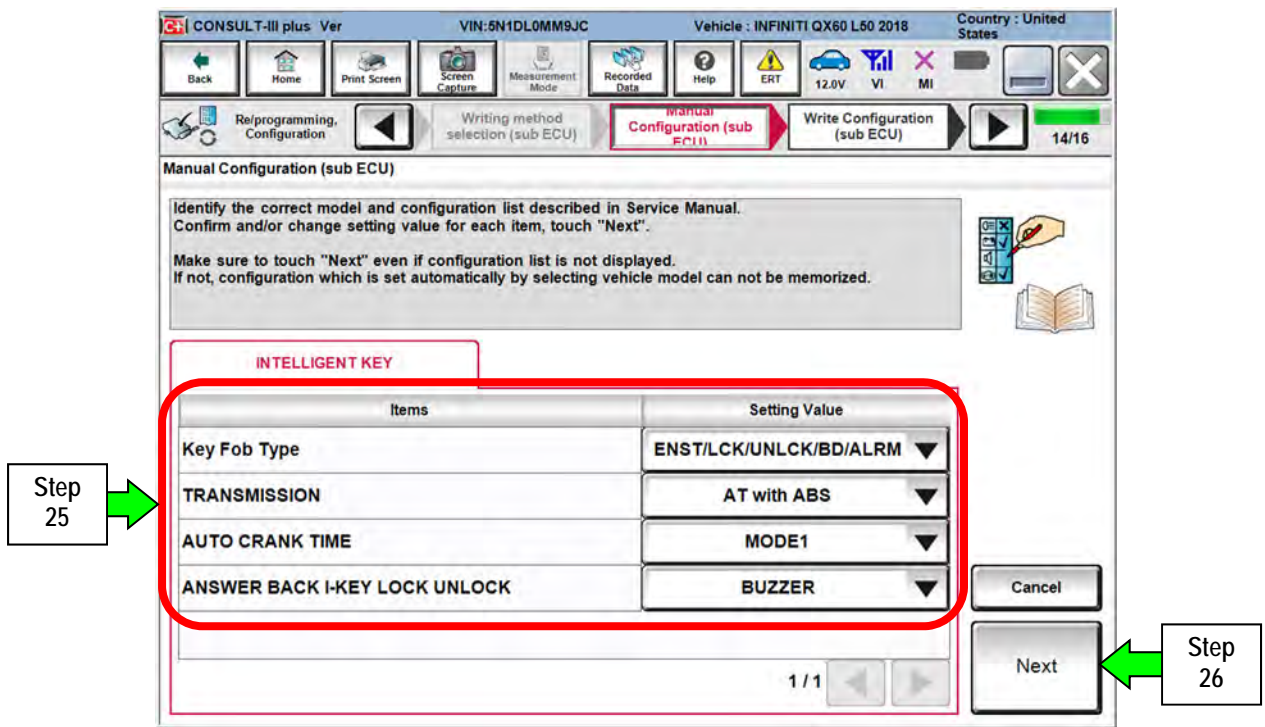 C+ CONSULT-III plus Ver VIN:5N1DL0MM9JC Vehicle : INFINITI QX60 L50 2018 Country : United States
Back Home Print Screen Screen Capture Measurement Mode Recorded Data Help ERT 12.0V VI MI
Re/programming, Configuration
Writing method selection (sub ECU)
Manual Configuration (sub ECU)
Write Configuration (sub ECU)
14/16
Manual Configuration (sub ECU)
Identify the correct model and configuration list described in Service Manual.
Confirm and/or change setting value for each item, touch "Next".
Make sure to touch "Next" even if configuration list is not displayed.
If not, configuration which is set automatically by selecting vehicle model can not be memorized.
INTELLIGENT KEY
Items Setting Value
Key Fob Type ENST/LCK/UNLCK/BD/ALRM
TRANSMISSION AT with ABS
AUTO CRANK TIME MODE1
ANSWER BACK I-KEY LOCK UNLOCK BUZZER
Step 25
Cancel
Next
1/1
Step 26